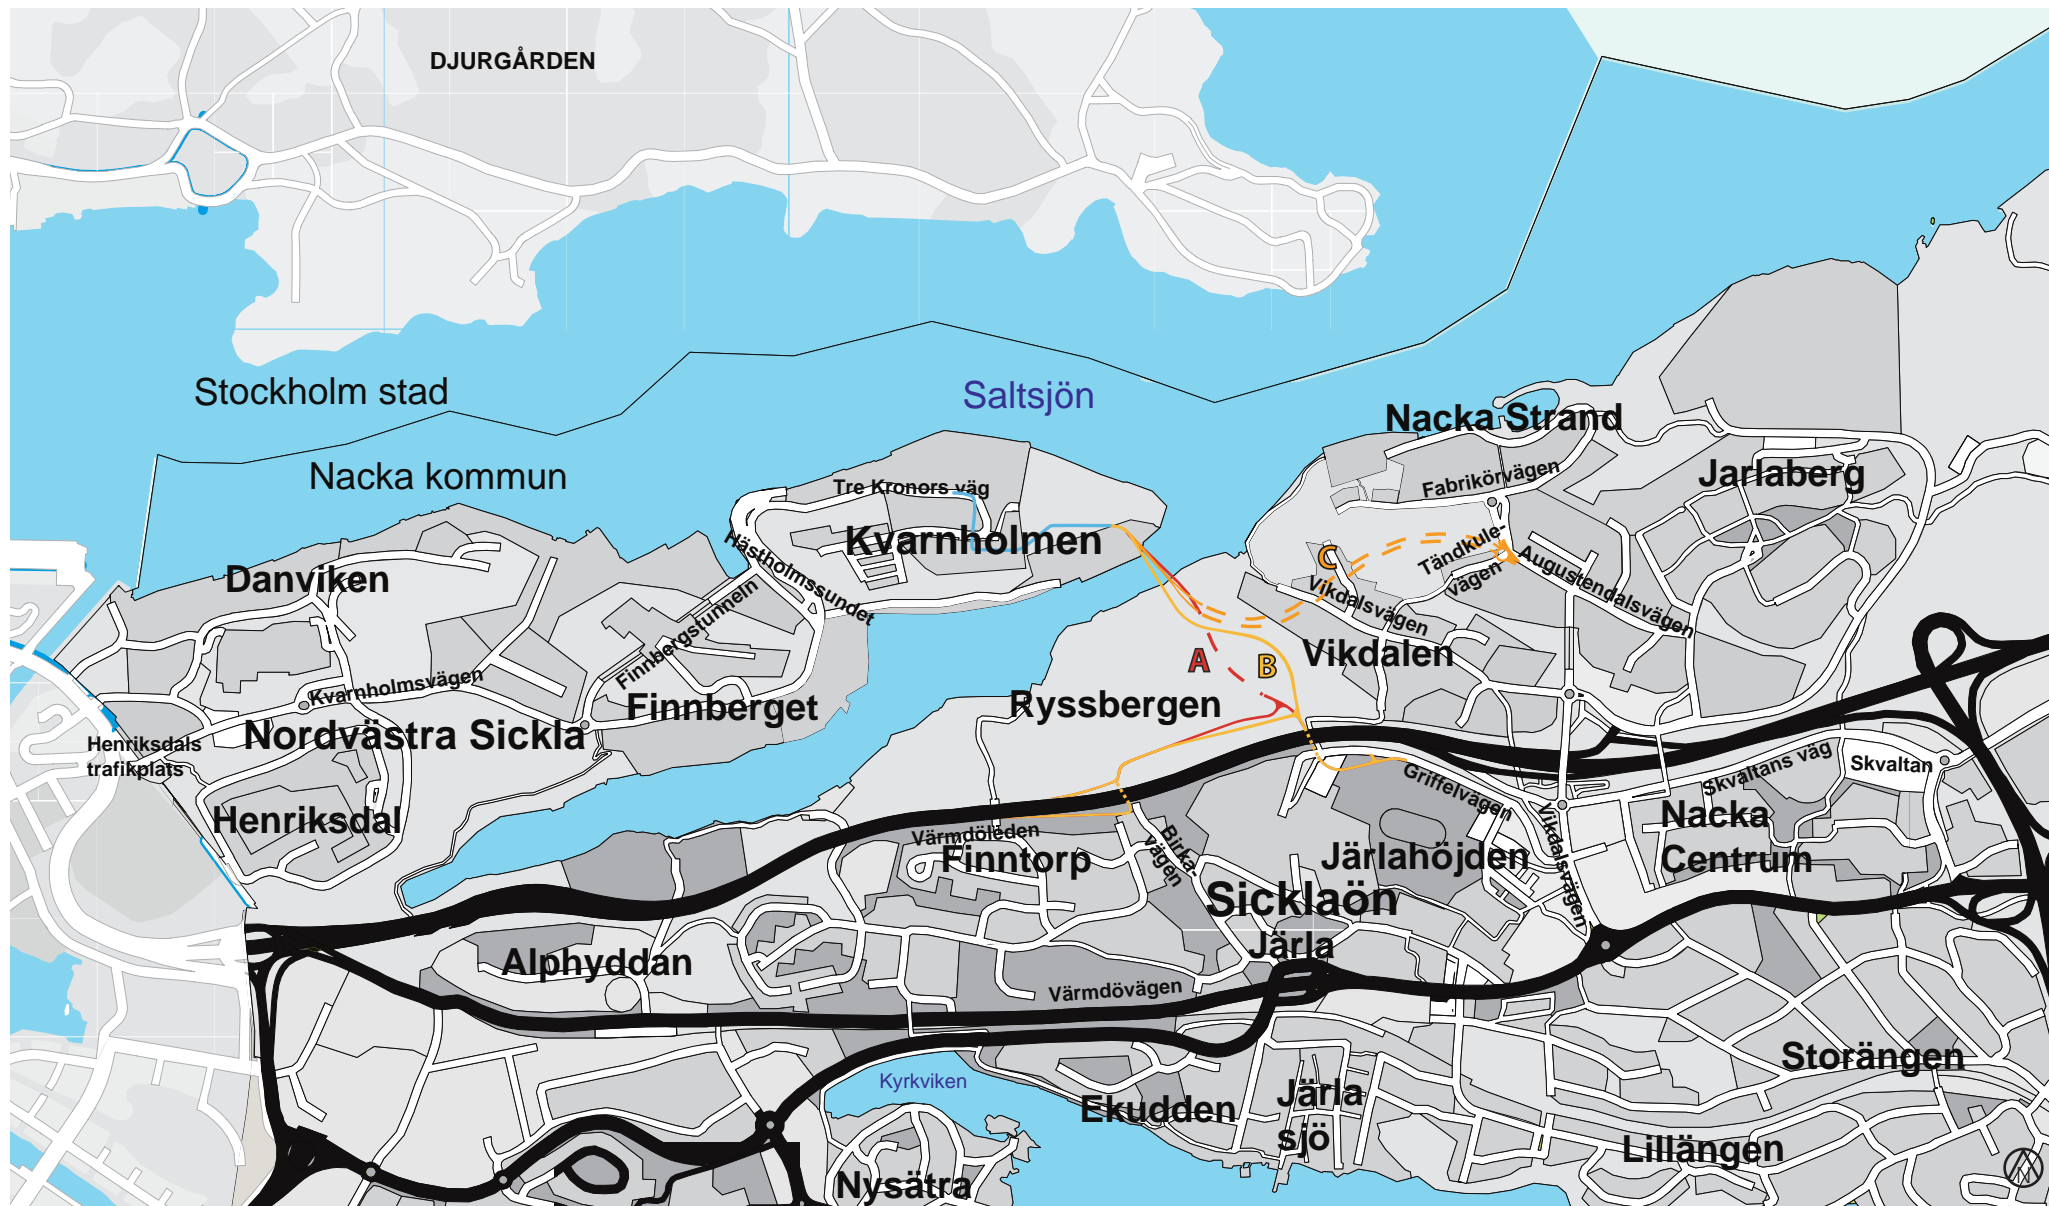 DJURGÅRDEN
Stockholm stad
Saltsjön
Nacka Strand
Nacka kommun
Jarlaberg
Fabrikörvägen
Tre Kronors väg
Kvarnholmen
Hästholmssundet
Tändkule-
vägen
Augustendalsvägen
C
Danviken
Finnbergstunneln
Vikdalsvägen
Vikdalen
A
B
Kvarnholmsvägen
Finnberget
Ryssbergen
Nordvästra Sickla
Henriksdals
trafikplats
Skvaltans väg
Skvaltan
Griffelvägen
Henriksdal
Värmdöleden
Finntorp
Birka-
vägen
Järlahöjden
Vikdalsvägen
Nacka
Centrum
Sicklaön
Järla
Alphyddan
Värmdövägen
Storängen
Kyrkviken
Ekudden
Järla
sjö
Lillängen
Nysätra
N